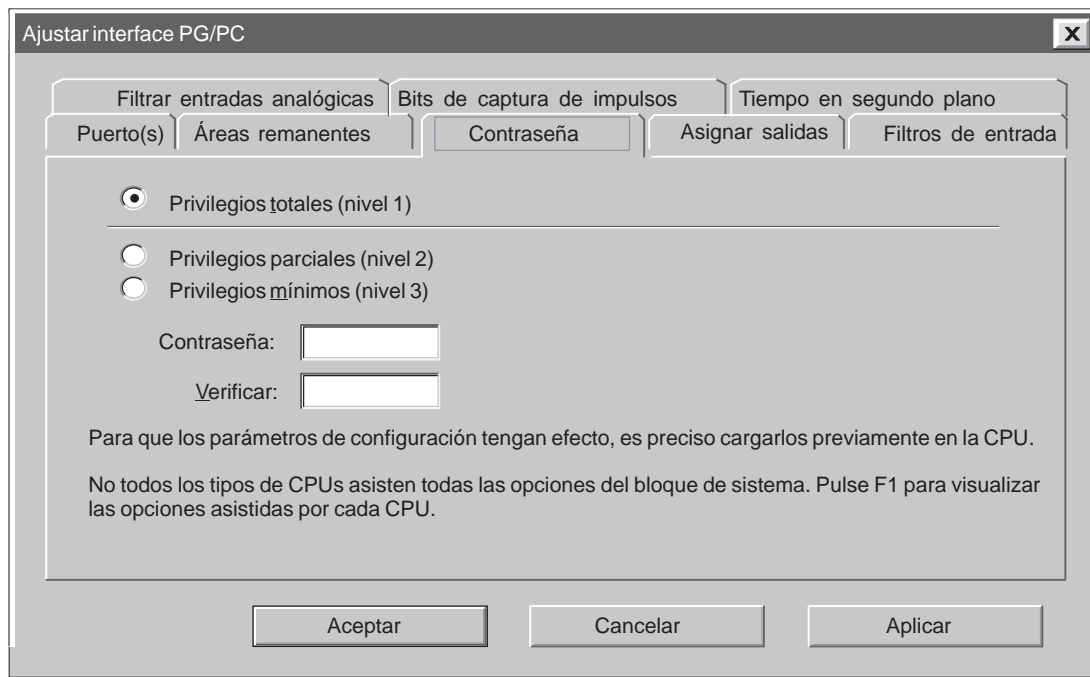 Ajustar interface PG/PC
Filtrar entradas analógicas
Bits de captura de impulsos
Tiempo en segundo plano
Puerto(s)
Áreas remanentes
Contraseña
Asignar salidas
Filtros de entrada
Privilegios totales (nivel 1)
Privilegios parciales (nivel 2)
Privilegios mínimos (nivel 3)
Contraseña:
Verificar:
Para que los parámetros de configuración tengan efecto, es preciso cargarlos previamente en la CPU.
No todos los tipos de CPUs asisten todas las opciones del bloque de sistema. Pulse F1 para visualizar
las opciones asistidas por cada CPU.
Aceptar
Cancelar
Aplicar